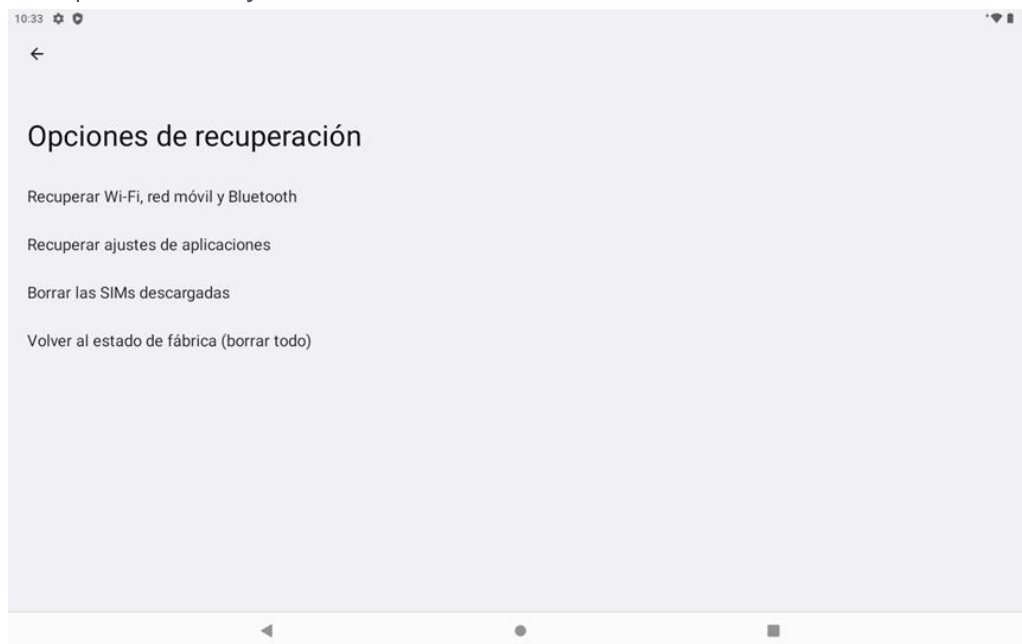 10:33
Opciones de recuperación
Recuperar Wi-Fi, red móvil y Bluetooth
Recuperar ajustes de aplicaciones
Borrar las SIMs descargadas
Volver al estado de fábrica (borrar todo)